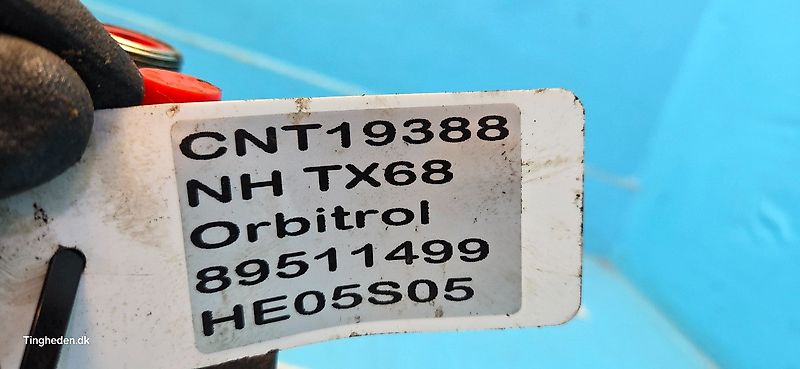 CNT19388
NH TX68
Orbitrol
89511499
HE05S05
Tingheden.dk